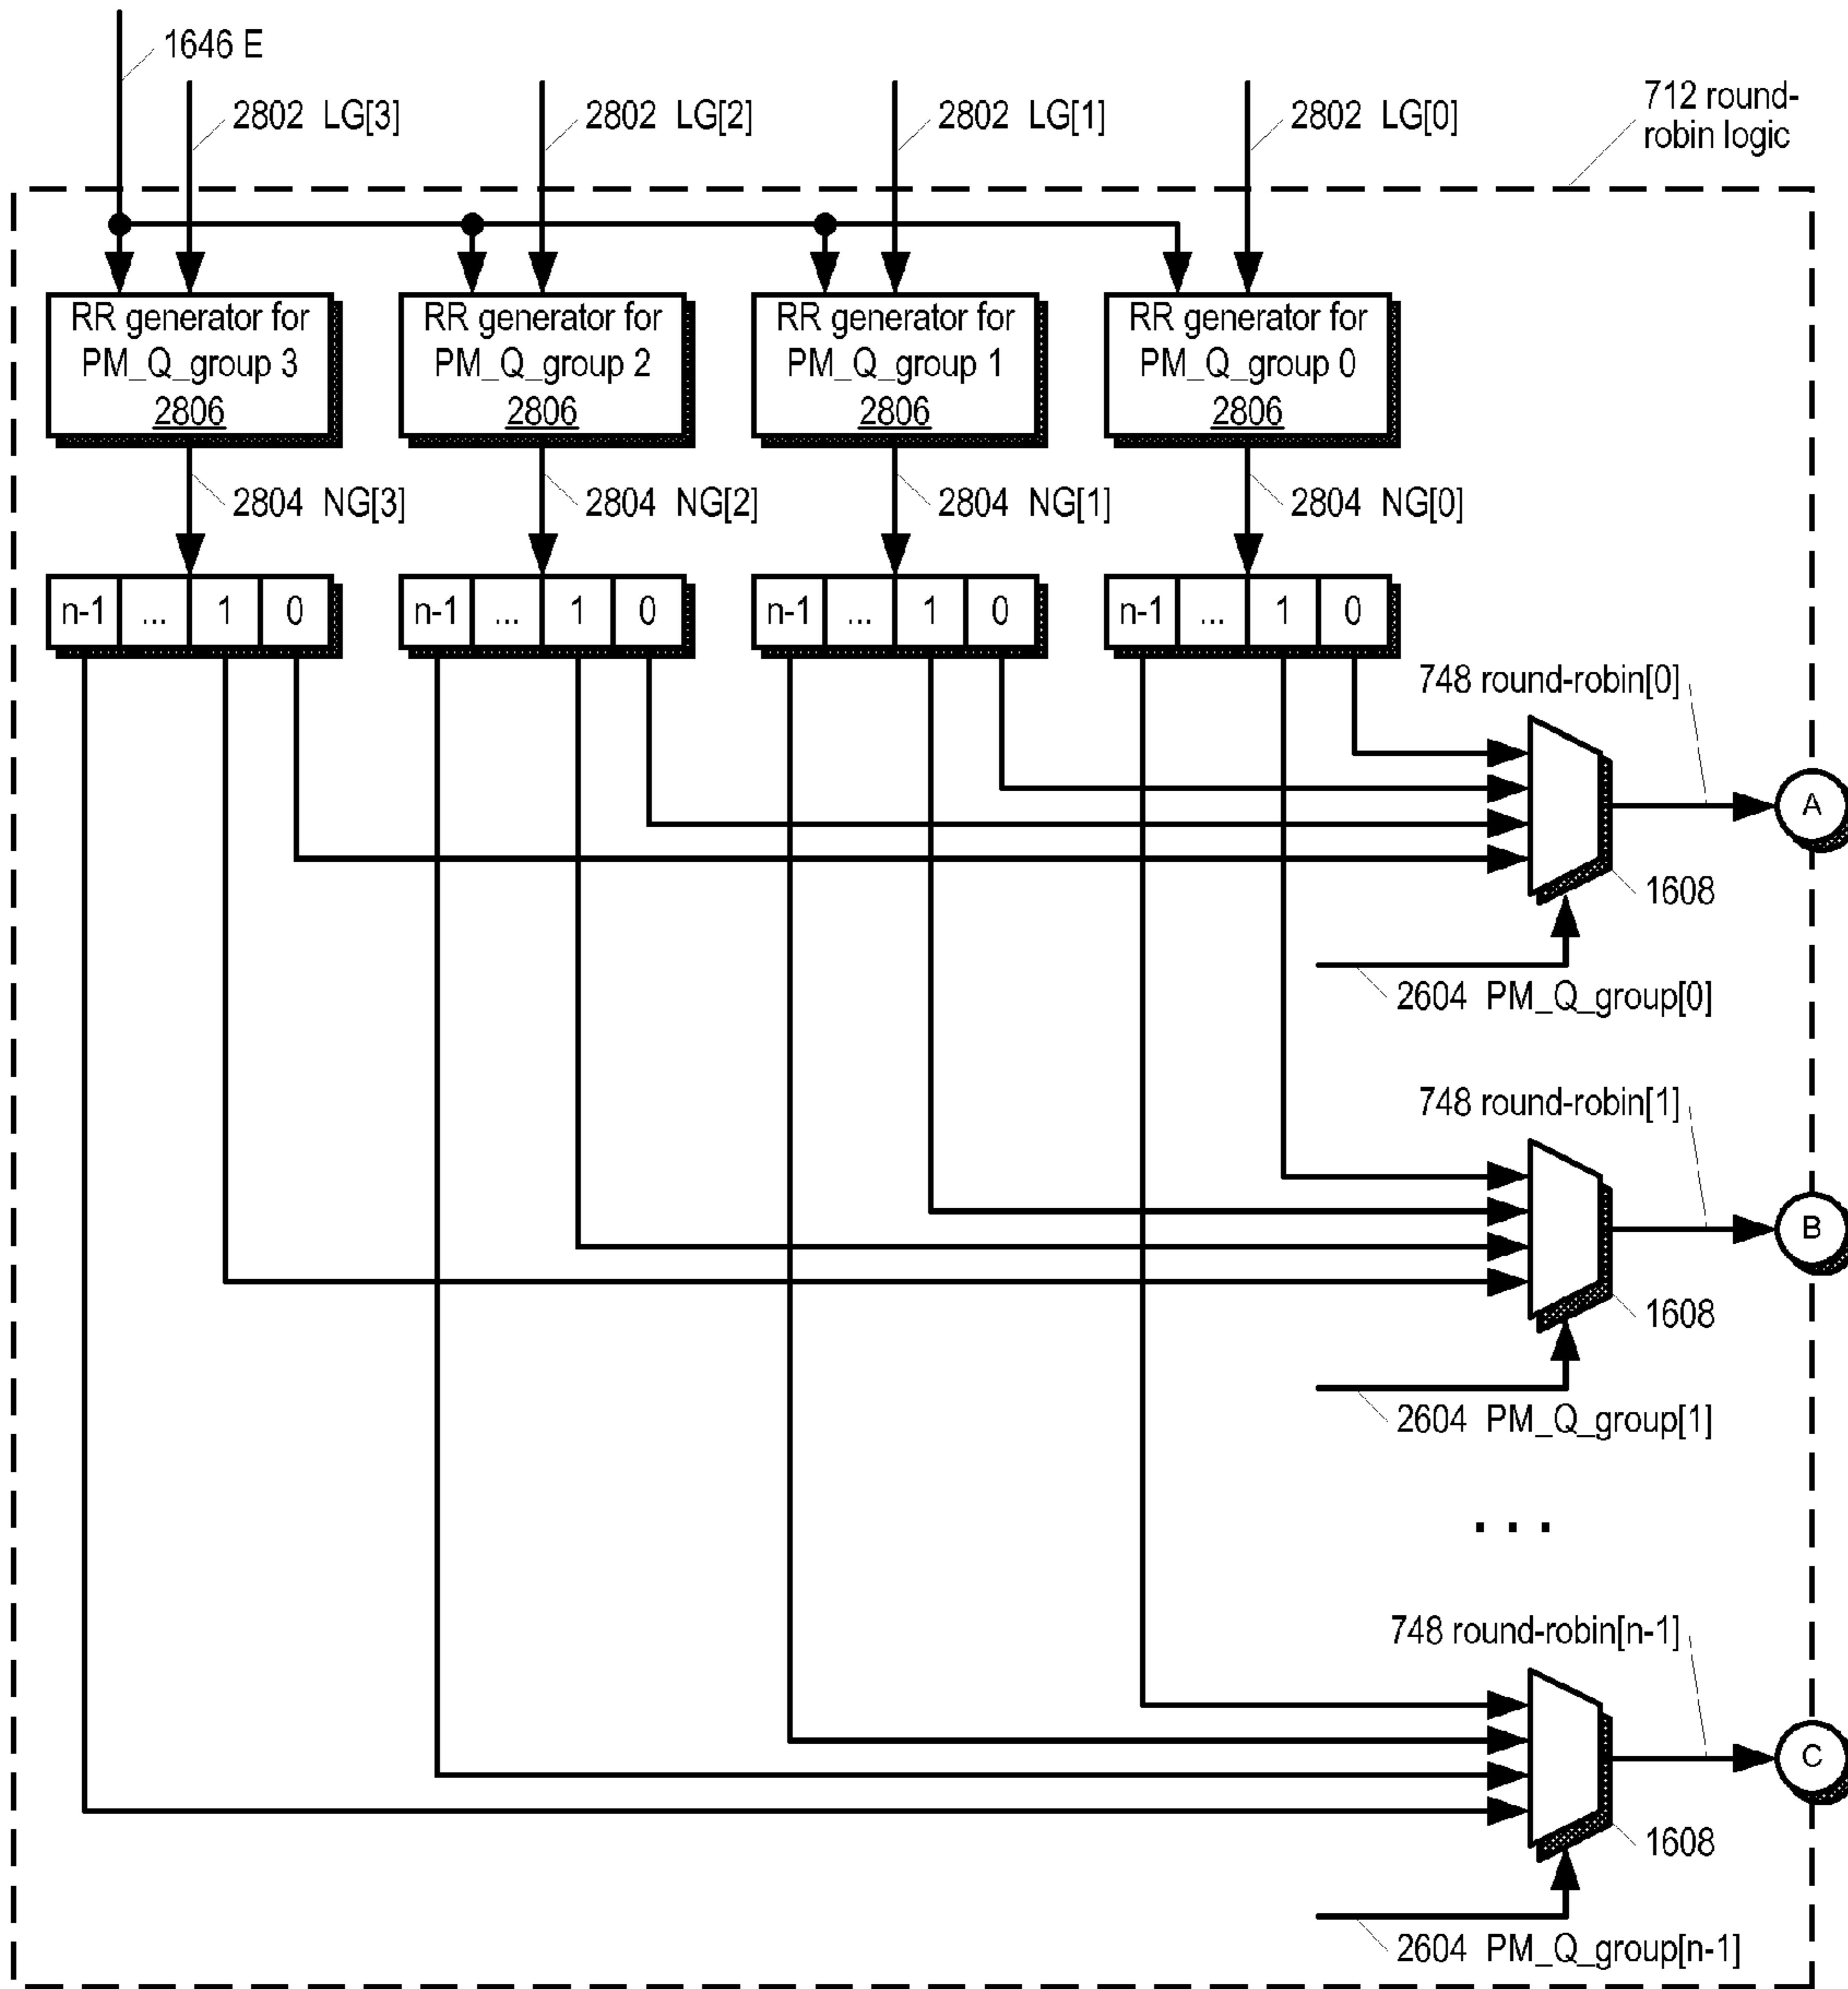 1646 E
2802 LG[3]
2802 LG[2]
2802 LG[1]
2802 LG[0]
712 round-
robin logic
RR generator for
PM_Q_group 3
2806
RR generator for
PM_Q_group 2
2806
RR generator for
PM_Q_group 1
2806
RR generator for
PM_Q_group 0
2806
2804 NG[3]
2804 NG[2]
2804 NG[1]
2804 NG[0]
n-1 ... 1 0
n-1 ... 1 0
n-1 ... 1 0
n-1 ... 1 0
748 round-robin[0]
A
1608
2604 PM_Q_group[0]
748 round-robin[1]
B
1608
2604 PM_Q_group[1]
. . .
748 round-robin[n-1]
C
1608
2604 PM_Q_group[n-1]